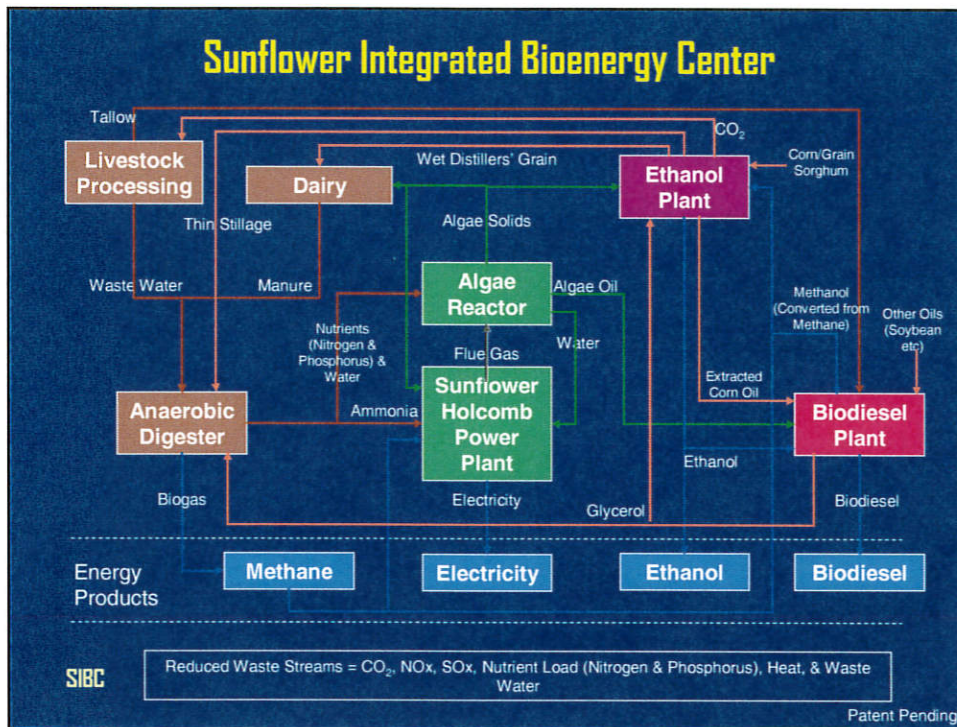 Sunflower Integrated Bioenergy Center
Tallow
CO₂
Livestock
Processing
Dairy
Wet Distillers' Grain
Ethanol
Plant
Corn/Grain
Sorghum
Thin Stillage
Algae Solids
Waste Water
Manure
Algae
Reactor
Algae Oil
Methanol
(Converted from
Methane)
Other Oils
(Soybean
etc)
Nutrients
(Nitrogen &
Phosphorus) &
Water
Flue Gas
Water
Anaerobic
Digester
Ammonia
Sunflower
Holcomb
Power
Plant
Extracted
Corn Oil
Biodiesel
Plant
Biogas
Electricity
Ethanol
Glycerol
Biodiesel
Energy
Products
Methane
Electricity
Ethanol
Biodiesel
SIBC
Reduced Waste Streams = CO₂, NOx, SOx, Nutrient Load (Nitrogen & Phosphorus), Heat, & Waste
Water
Patent Pending